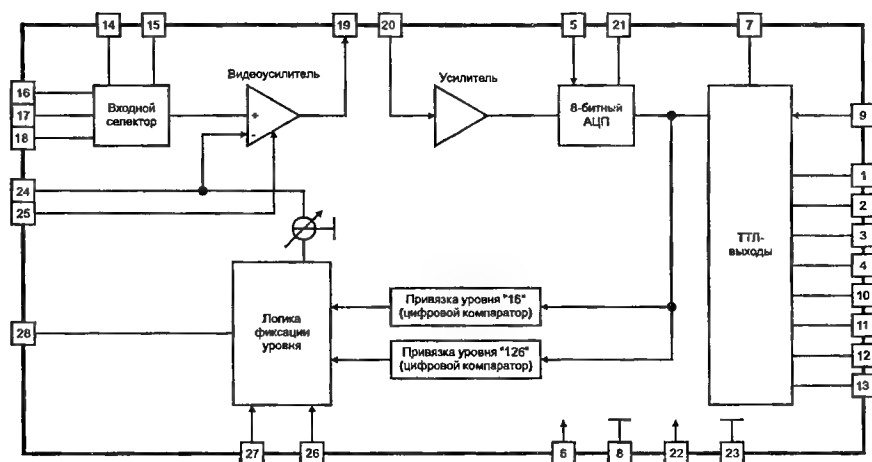 14 15 19 20 5 21 7
Видеоусилитель
Усилитель
16
17
18
Входной
селектор
+
-
8-битный
АЦП
9
24
25
1
2
3
4
10
11
12
13
ТТЛ-
выходы
28
Логика
фиксации
уровня
Привязка уровня "16"
(цифровой компаратор)
Привязка уровня "126"
(цифровой компаратор)
27 26 6 8 22 23